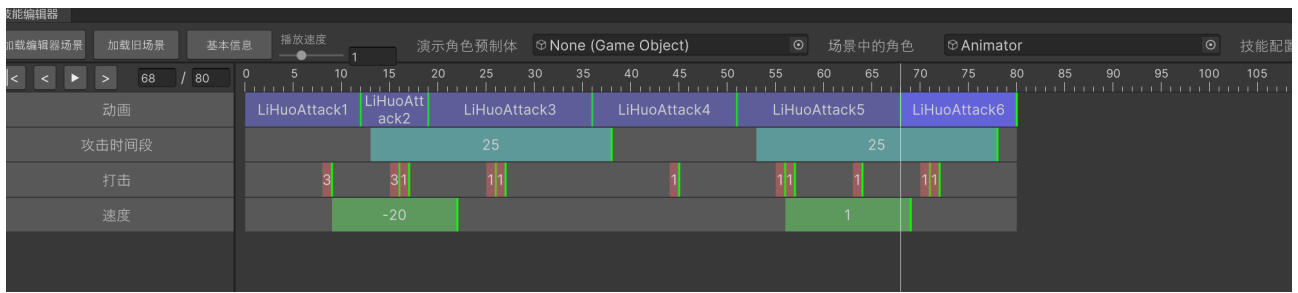 技能编辑器
加载编辑器场景 加载旧场景 基本信息 播放速度 1 演示角色预制体 None (Game Object) 场景中的角色 Animator 技能配置
|< < > 68 / 80 0 5 10 15 20 25 30 35 40 45 50 55 60 65 70 75 80 85 90 95 100 105
动画 LiHuoAttack1 LiHuoAtt
ack2 LiHuoAttack3 LiHuoAttack4 LiHuoAttack5 LiHuoAttack6
攻击时间段 25 25
打击 3 3 1 1 1 1 1 1 1 1 1
速度 -20 1